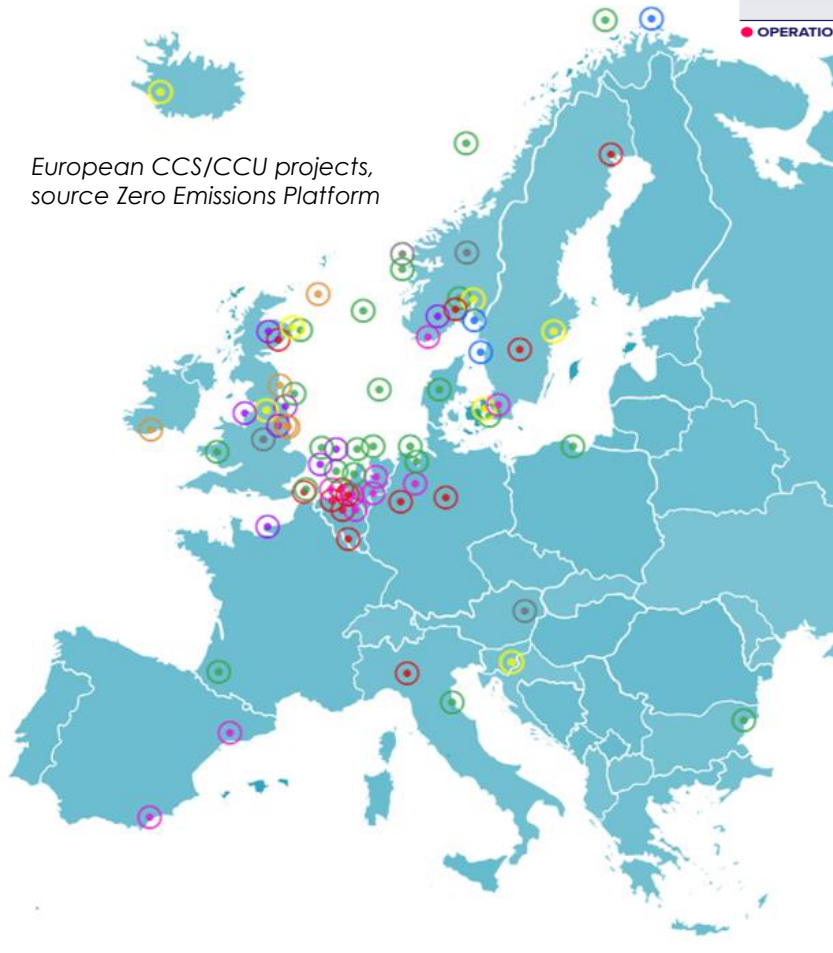 OPERATIO
European CCS/CCU projects,
source Zero Emissions Platform